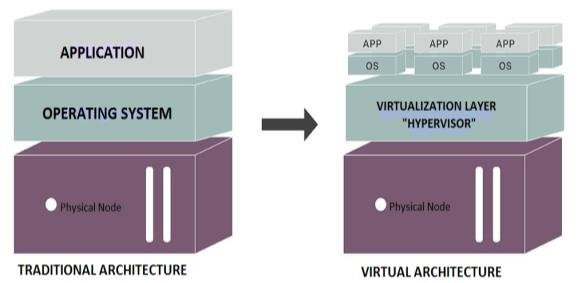 APPLICATION
OPERATING SYSTEM
Physical Node
TRADITIONAL ARCHITECTURE
APP APP APP
OS OS OS
VIRTUALIZATION LAYER
"HYPERVISOR"
Physical Node
VIRTUAL ARCHITECTURE